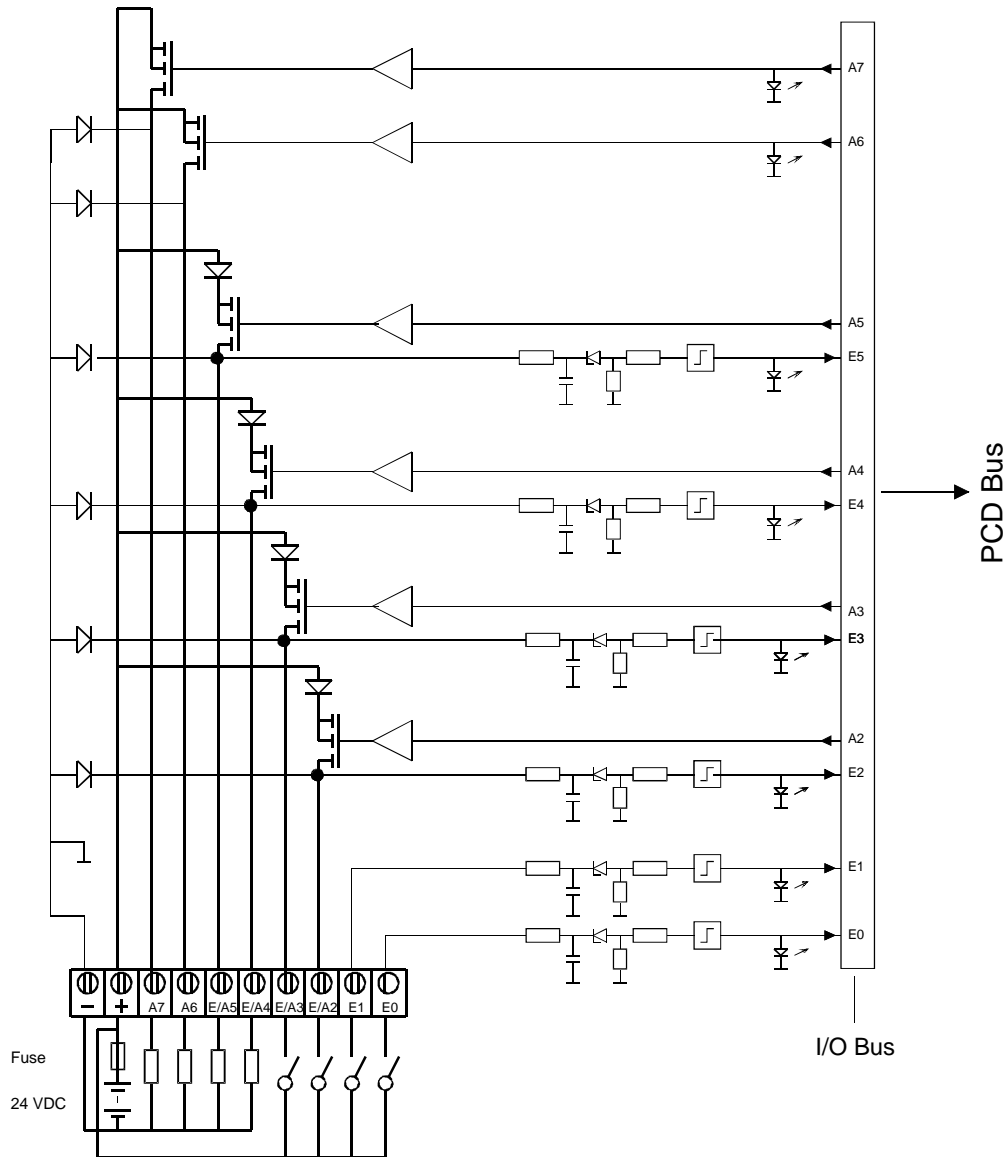 A7
A6
A5
E5
A4
E4
A3
E3
A2
E2
E1
E0
PCD Bus
I/O Bus
- + A7 A6 E/A5 E/A4 E/A3 E/A2 E1 E0
Fuse
24 VDC